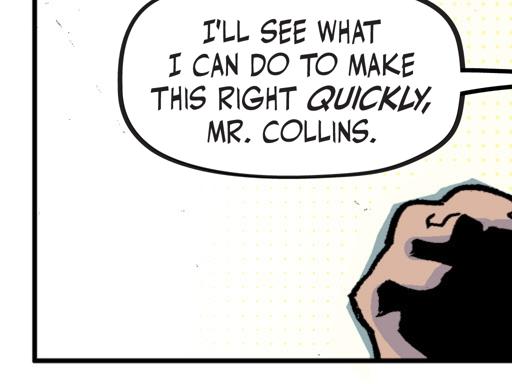 I'LL SEE WHAT
I CAN DO TO MAKE
THIS RIGHT QUICKLY,
MR. COLLINS.